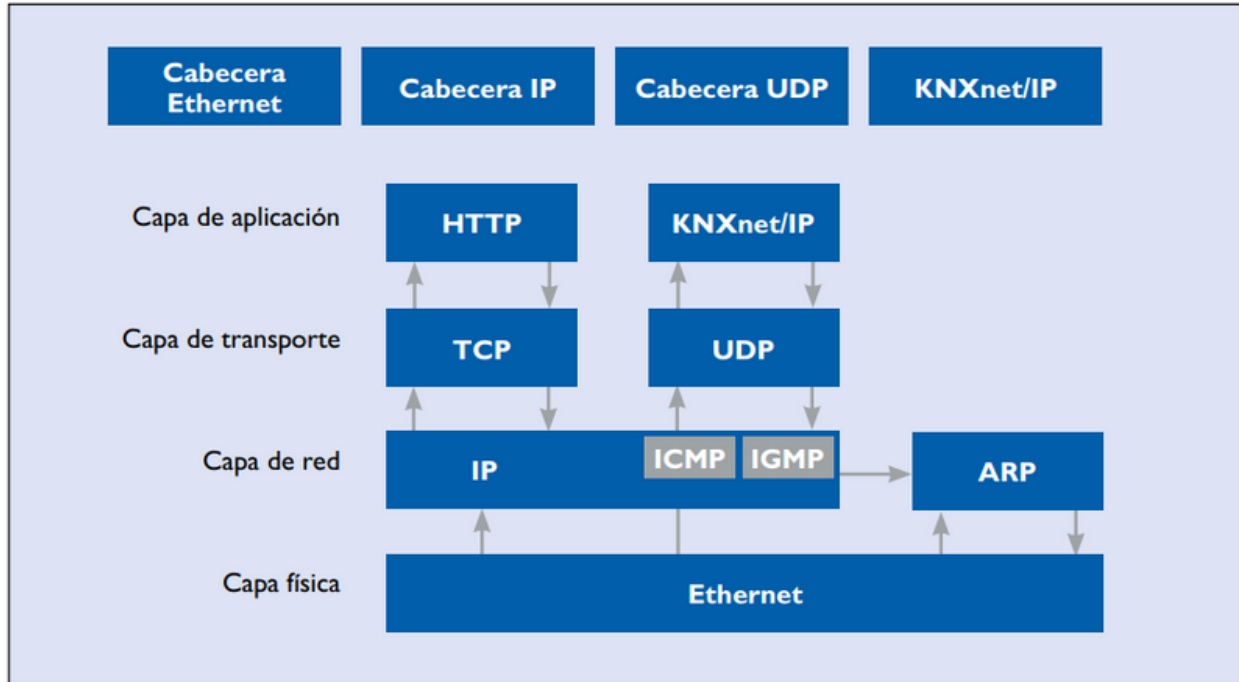 Cabecera
Ethernet
Cabecera IP
Cabecera UDP
KNXnet/IP
Capa de aplicación
HTTP
KNXnet/IP
Capa de transporte
TCP
UDP
Capa de red
IP
ICMP
IGMP
ARP
Capa física
Ethernet